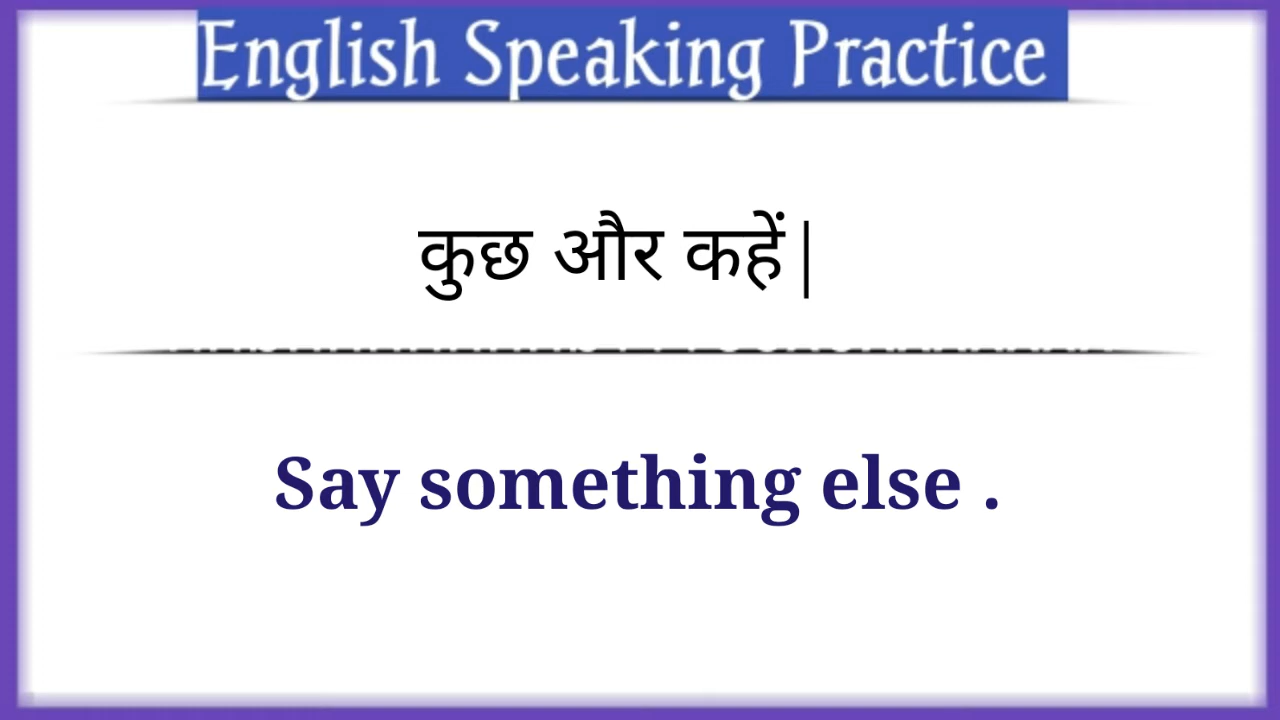 English Speaking Practice
कुछ और कहें|
Say something else .